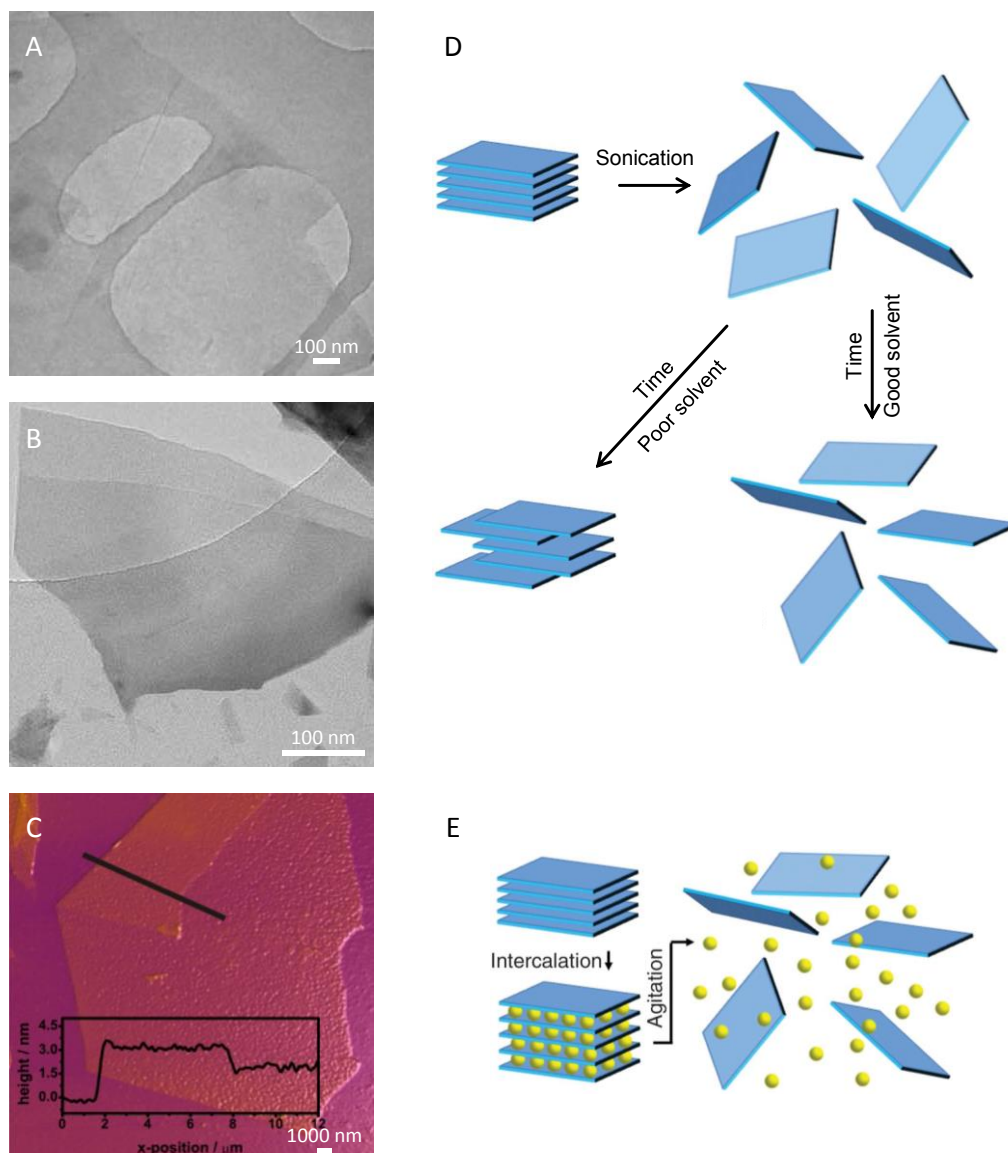 A
100 nm
B
100 nm
C
height / nm
4.5
3.0
1.5
0.0
0 2 4 6 8 10 12
x-position / μm
1000 nm
D
Sonication
Time
Poor solvent
Time
Good solvent
E
Intercalation
Agitation